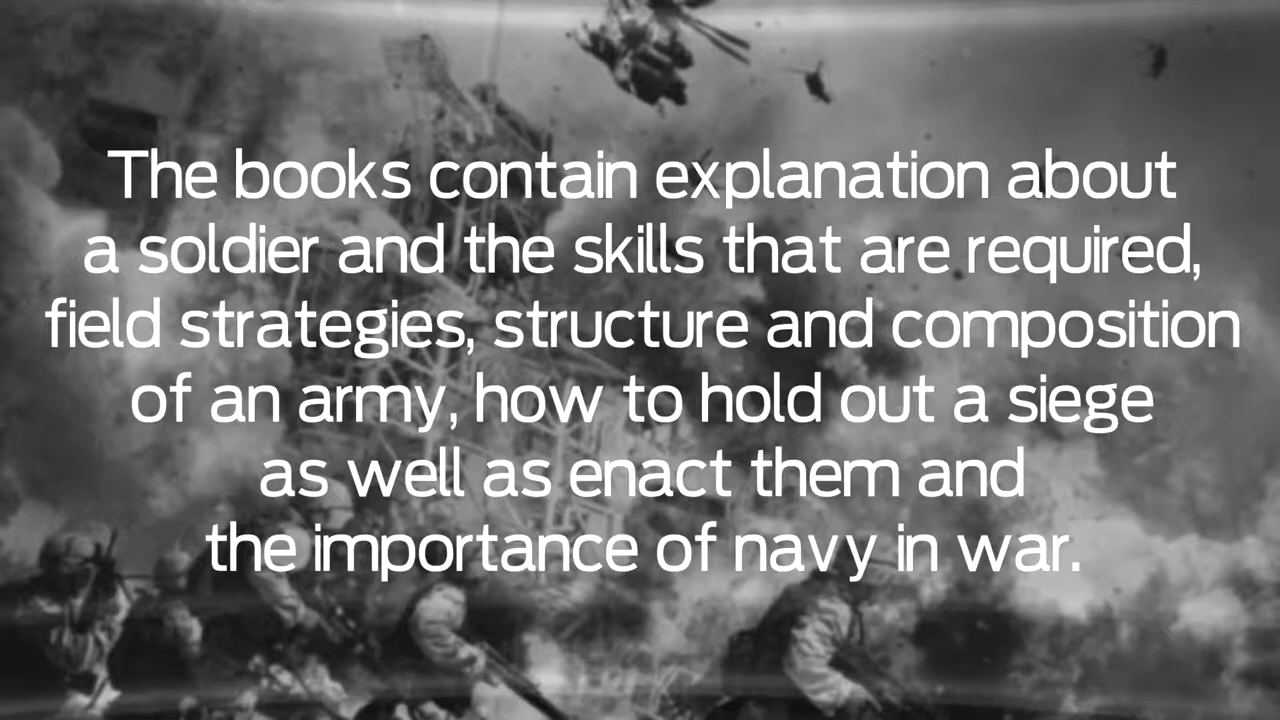 The books contain explanation about
a soldier and the skills that are required,
field strategies, structure and composition
of an army, how to hold out a siege
as well as enact them and
the importance of navy in war.